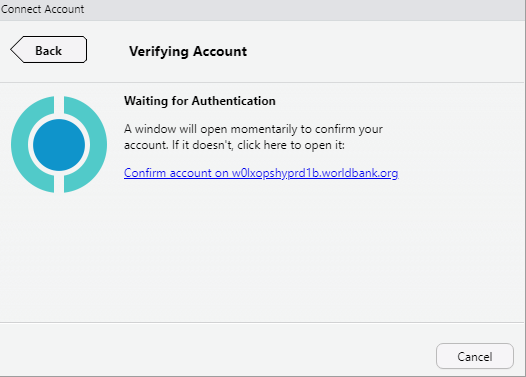 Connect Account
Back
Verifying Account
Waiting for Authentication
A window will open momentarily to confirm your
account. If it doesn't, click here to open it:
Confirm account on w0lxopshyprd1b.worldbank.org
Cancel